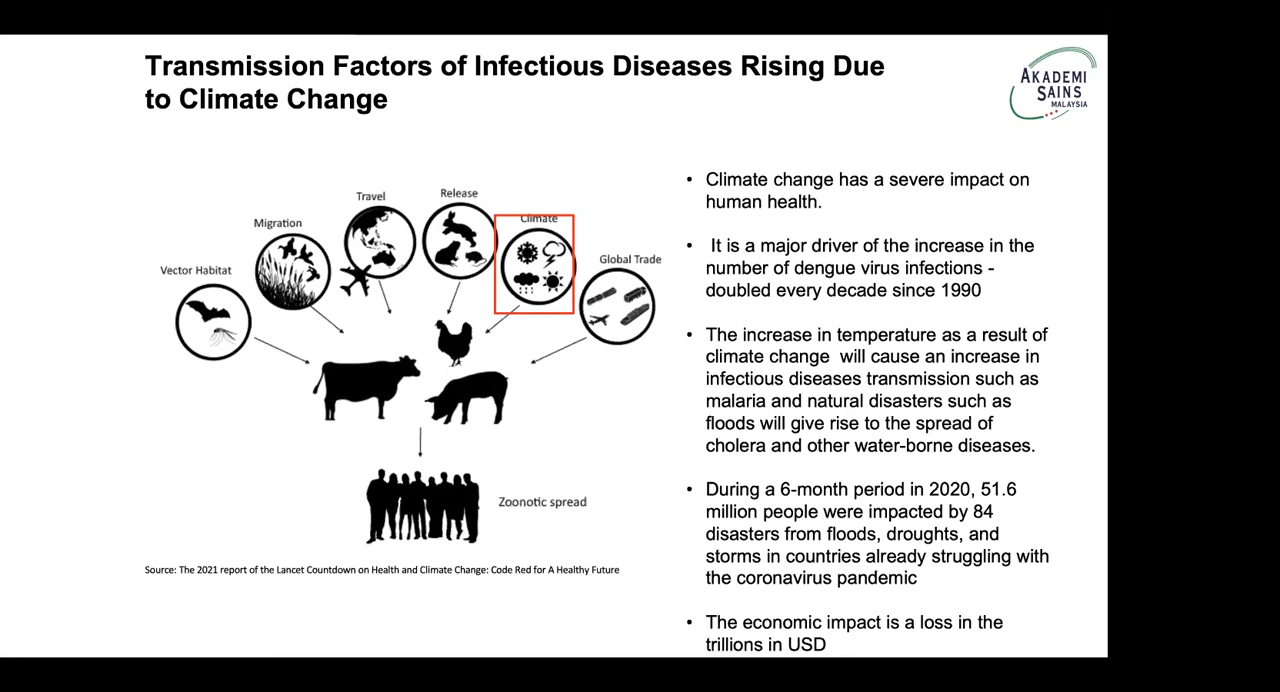 Transmission Factors of Infectious Diseases Rising Due
to Climate Change
AKADEMI
SAINS
MALAYSIA
Vector Habitat
Migration
Travel
Release
Climate
Global Trade
Zoonotic spread
Source: The 2021 report of the Lancet Countdown on Health and Climate Change: Code Red for A Healthy Future
• Climate change has a severe impact on
human health.
• It is a major driver of the increase in the
number of dengue virus infections -
doubled every decade since 1990
• The increase in temperature as a result of
climate change will cause an increase in
infectious diseases transmission such as
malaria and natural disasters such as
floods will give rise to the spread of
cholera and other water-borne diseases.
• During a 6-month period in 2020, 51.6
million people were impacted by 84
disasters from floods, droughts, and
storms in countries already struggling with
the coronavirus pandemic
• The economic impact is a loss in the
trillions in USD